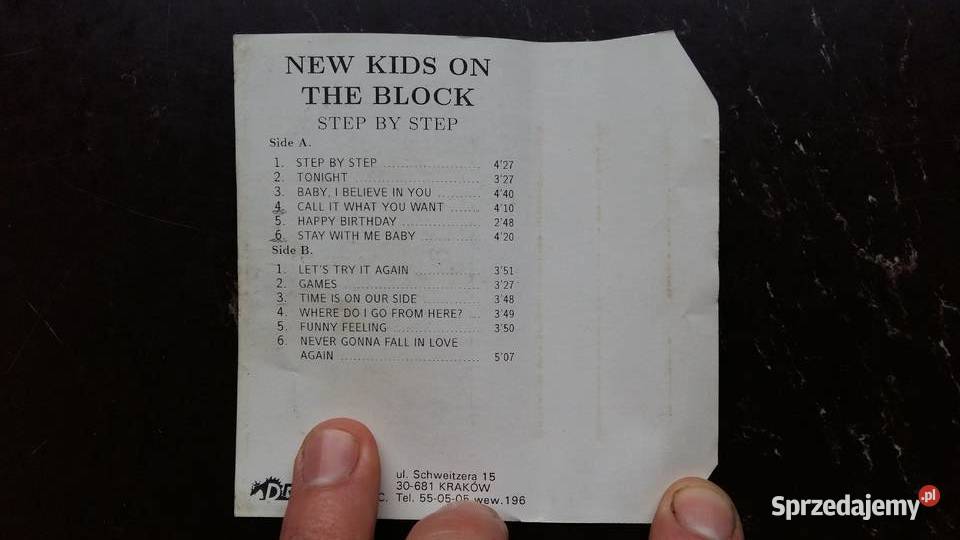 NEW KIDS ON
THE BLOCK
STEP BY STEP
Side A.
1. STEP BY STEP ........................ 4'27
2. TONIGHT ................................ 3'27
3. BABY, I BELIEVE IN YOU ........... 4'40
4. CALL IT WHAT YOU WANT ........ 4'10
5. HAPPY BIRTHDAY .................... 2'48
6. STAY WITH ME BABY ............... 4'20
Side B.
1. LET'S TRY IT AGAIN ................ 3'51
2. GAMES ................................. 3'27
3. TIME IS ON OUR SIDE .............. 3'48
4. WHERE DO I GO FROM HERE? ... 3'49
5. FUNNY FEELING ..................... 3'50
6. NEVER GONNA FALL IN LOVE
AGAIN ..................................... 5'07
ul. Schweitzera 15
30-681 KRAKÓW
C. Tel. 55-05-05 wew.196
Sprzedajemy.pl